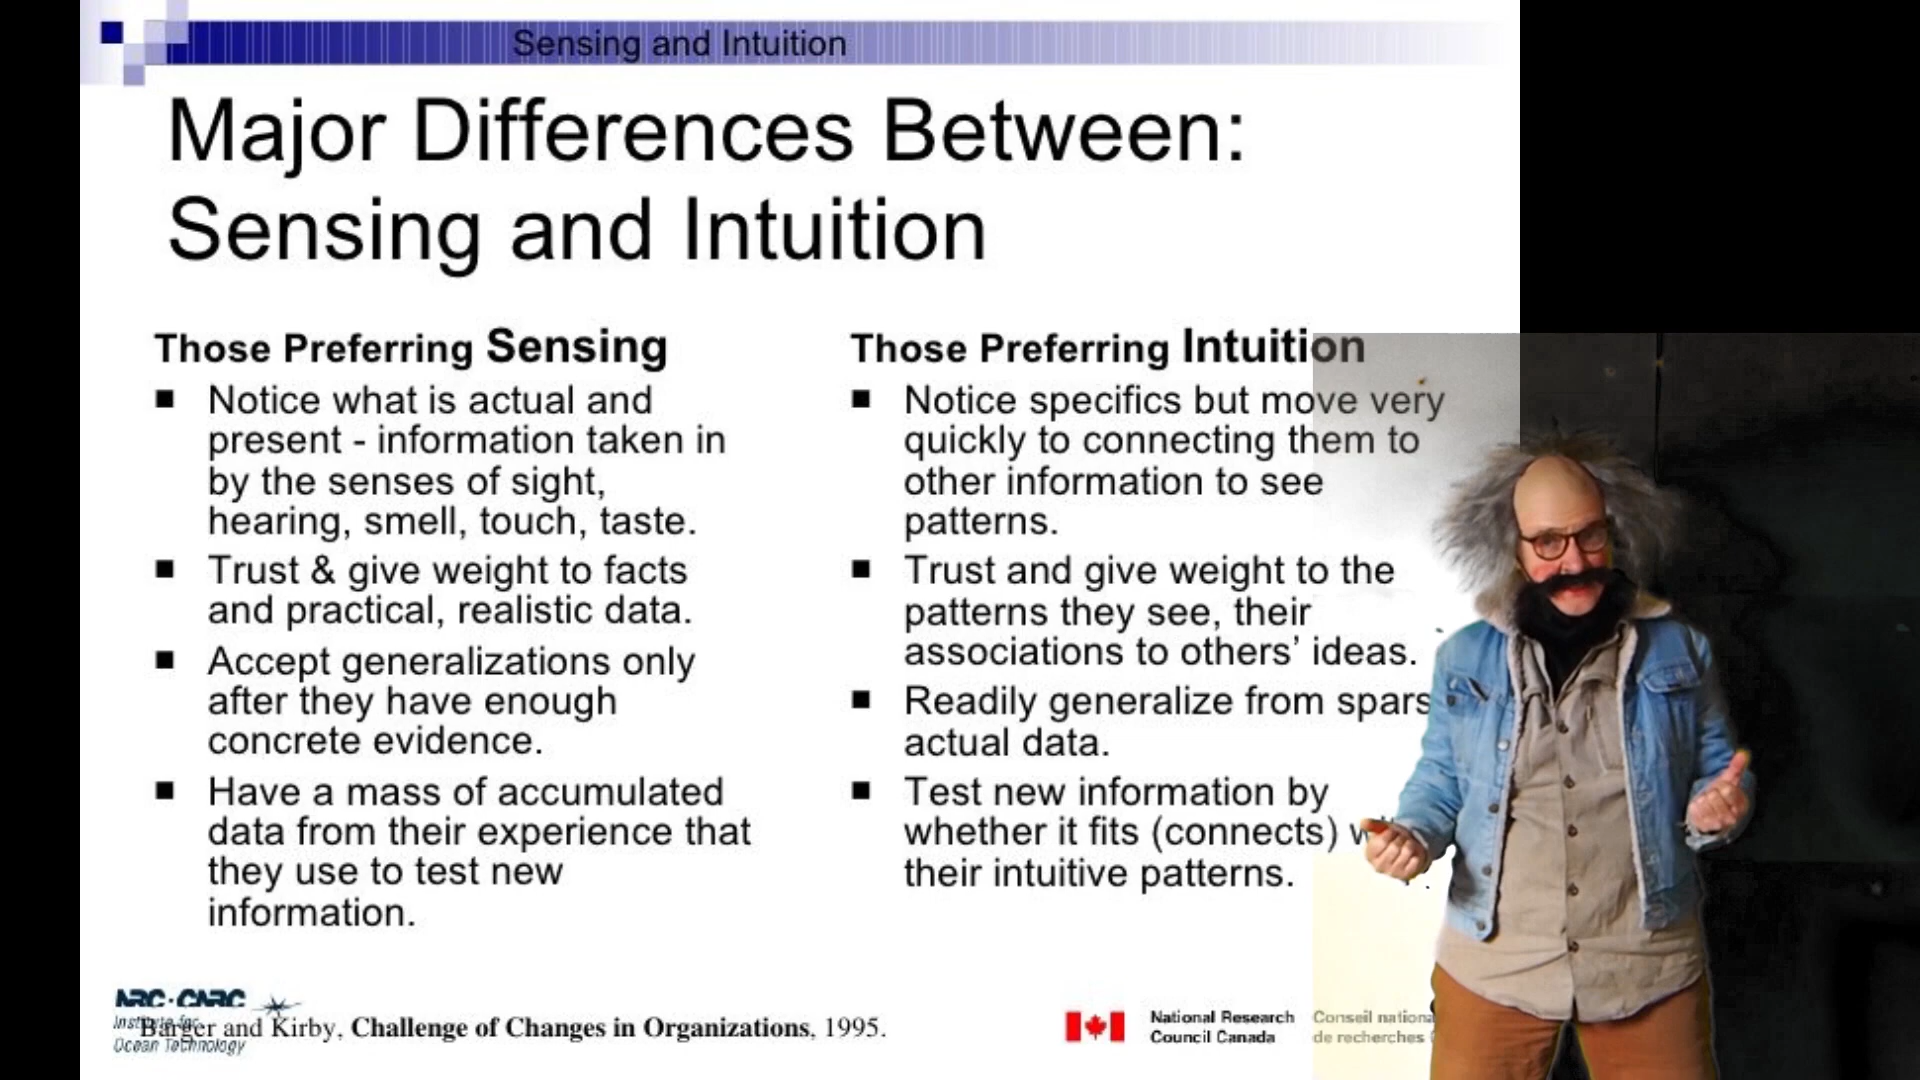 Sensing and Intuition
Major Differences Between:
Sensing and Intuition
Those Preferring Sensing
■ Notice what is actual and
present - information taken in
by the senses of sight,
hearing, smell, touch, taste.
■ Trust & give weight to facts
and practical, realistic data.
■ Accept generalizations only
after they have enough
concrete evidence.
■ Have a mass of accumulated
data from their experience that
they use to test new
information.
Those Preferring Intuition
■ Notice specifics but move very
quickly to connecting them to
other information to see
patterns.
■ Trust and give weight to the
patterns they see, their
associations to others’ ideas.
■ Readily generalize from spars
actual data.
■ Test new information by
whether it fits (connects)
their intuitive patterns.
NRC·CNRC
Institute for
Ocean Technology
Barger and Kirby, Challenge of Changes in Organizations, 1995.
National Research
Council Canada
Conseil nationa
de recherches